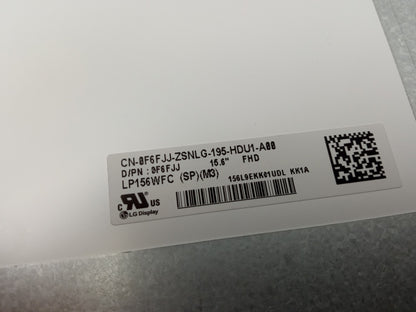 CN-0F6FJJ-ZSNLG-195-HDU1-A00
D/PN : 0F6FJJ 15.6" FHD
LP156WFC (SP)(M3) 156L9EKK01UDL KK1A
c RU US
LG Display